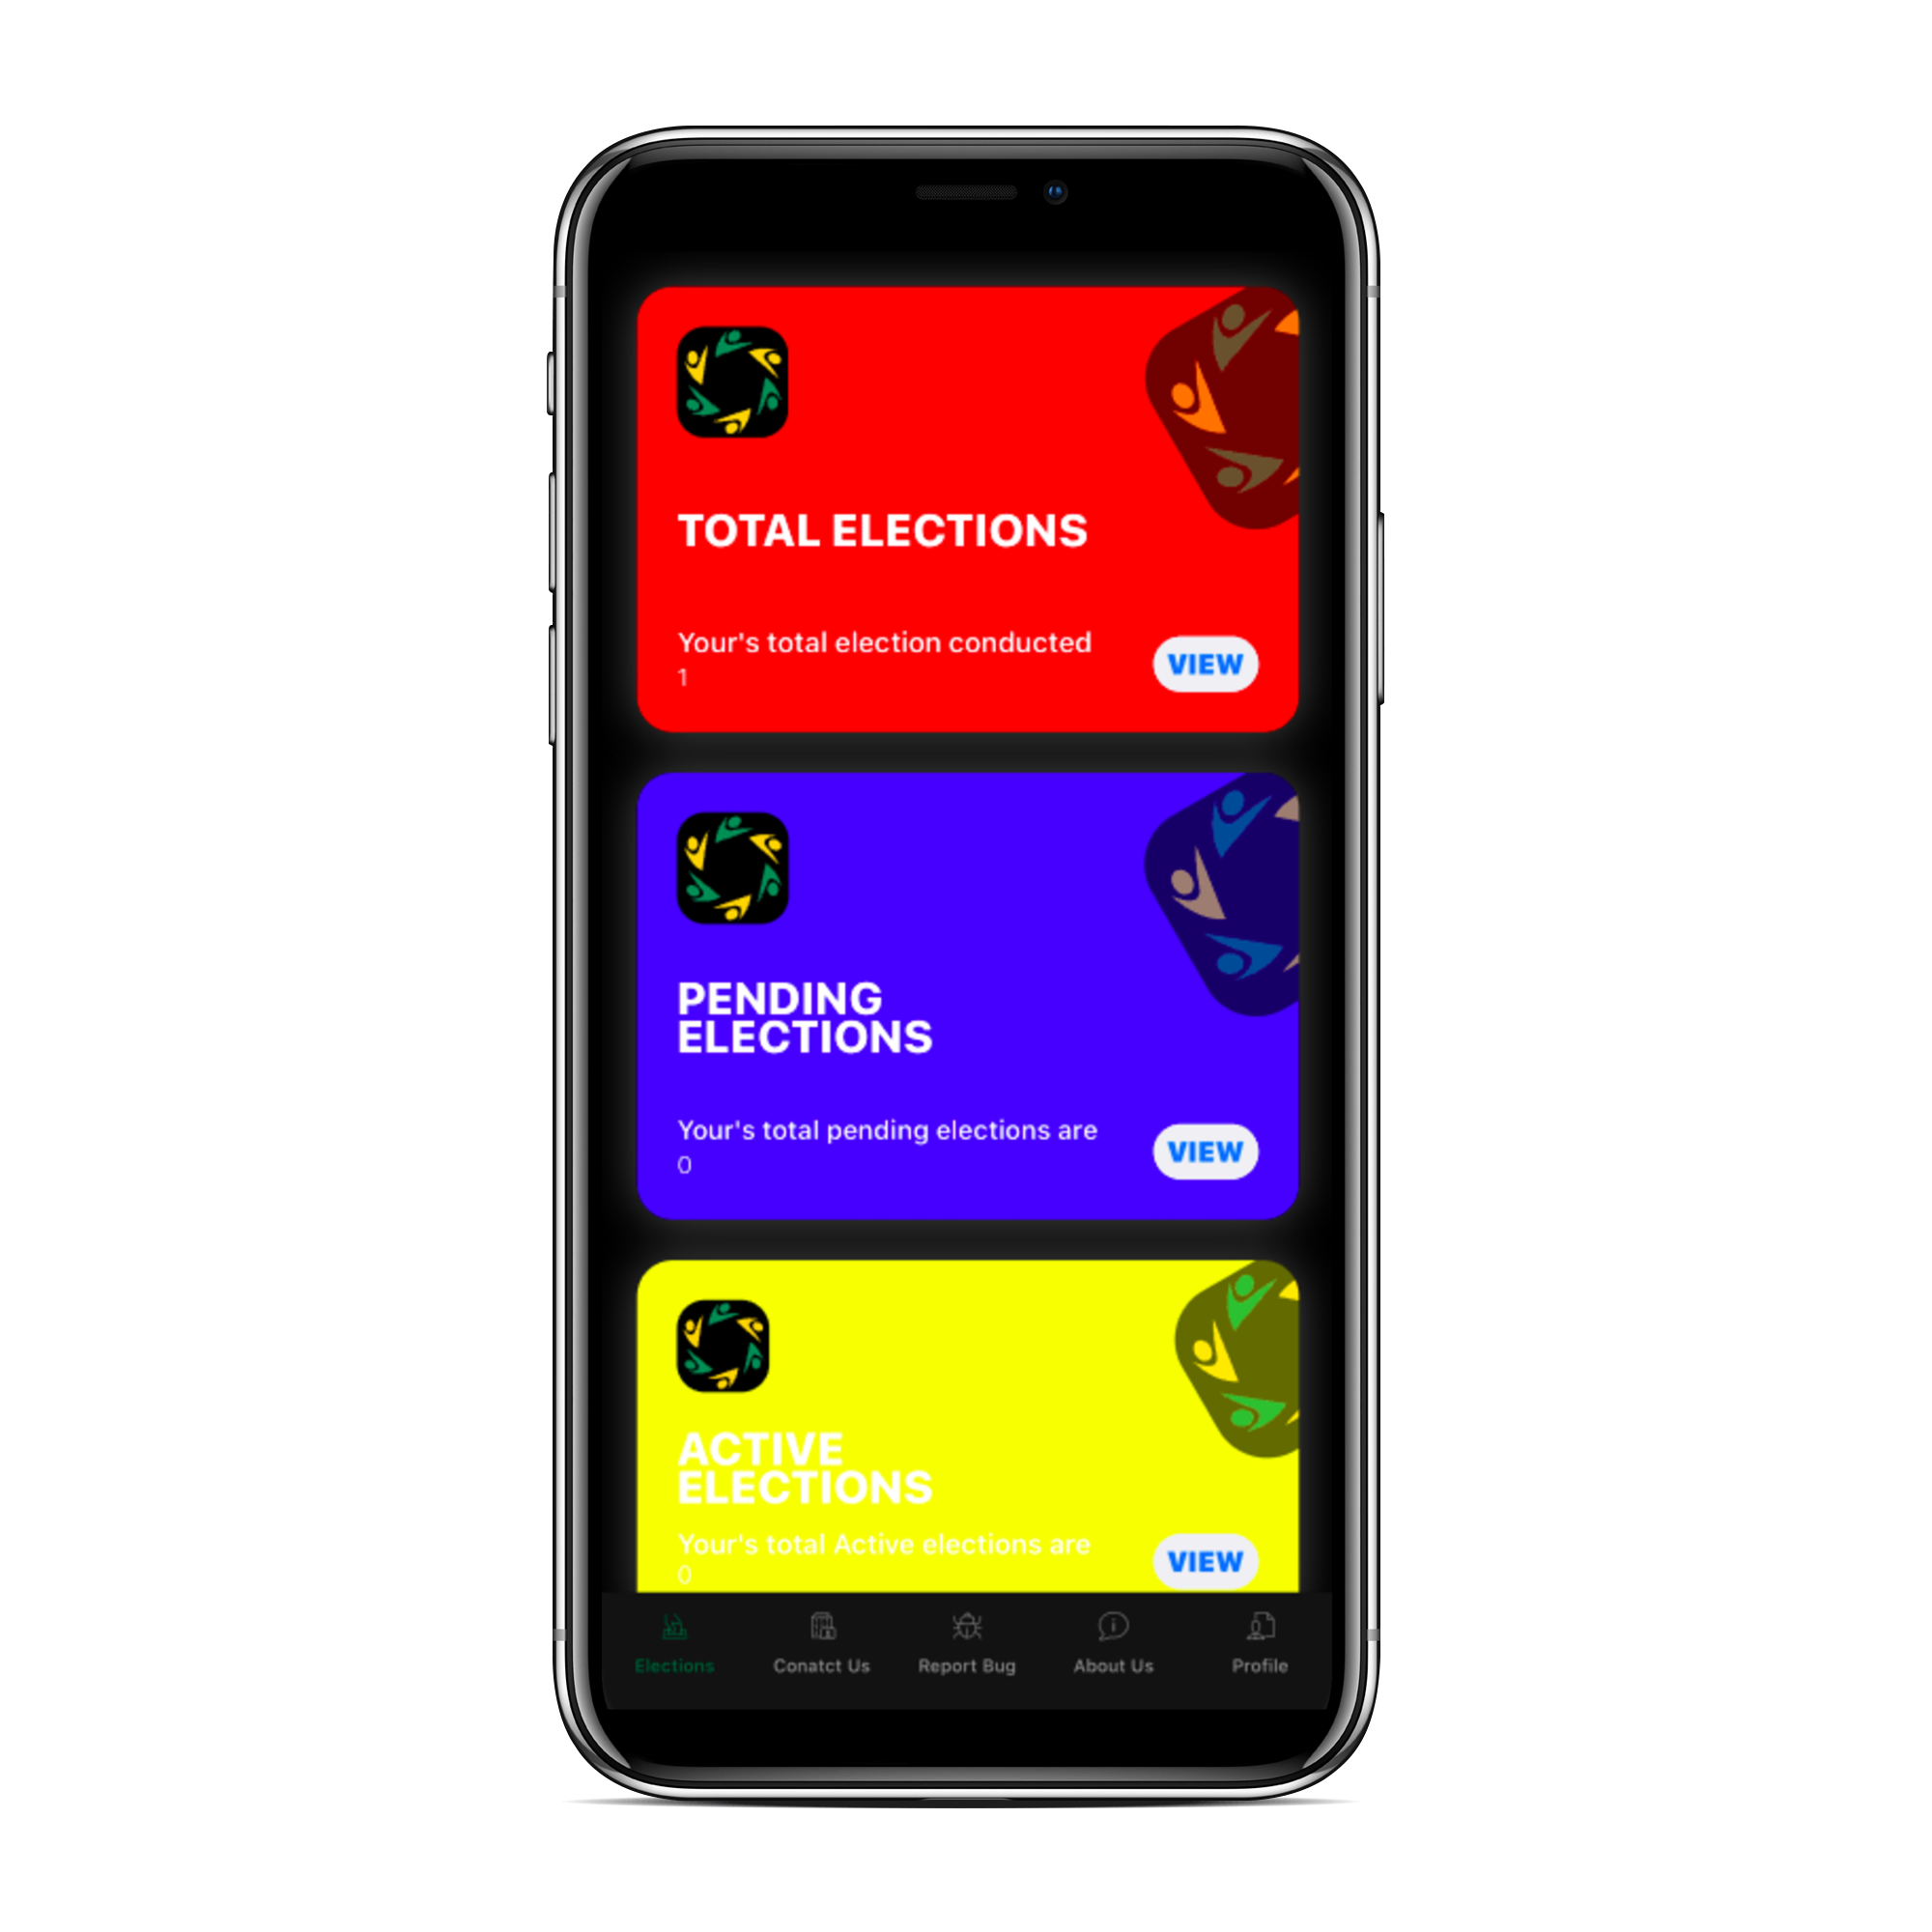 TOTAL ELECTIONS
Your's total election conducted
1
VIEW
PENDING
ELECTIONS
Your's total pending elections are
0
VIEW
ACTIVE
ELECTIONS
Your's total Active elections are
0
VIEW
Elections
Conatct Us
Report Bug
About Us
Profile